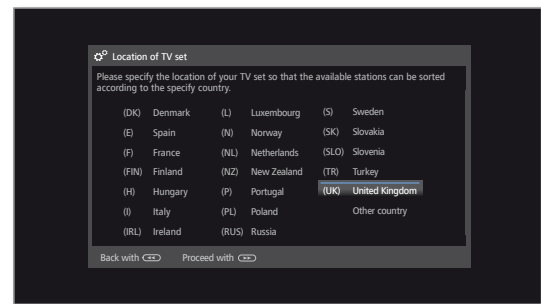 Location of TV set
Please specify the location of your TV set so that the available stations can be sorted
according to the specify country.
(DK) Denmark (L) Luxembourg (S) Sweden
(E) Spain (N) Norway (SK) Slovakia
(F) France (NL) Netherlands (SLO) Slovenia
(FIN) Finland (NZ) New Zealand (TR) Turkey
(H) Hungary (P) Portugal (UK) United Kingdom
(I) Italy (PL) Poland Other country
(IRL) Ireland (RUS) Russia
Back with Proceed with